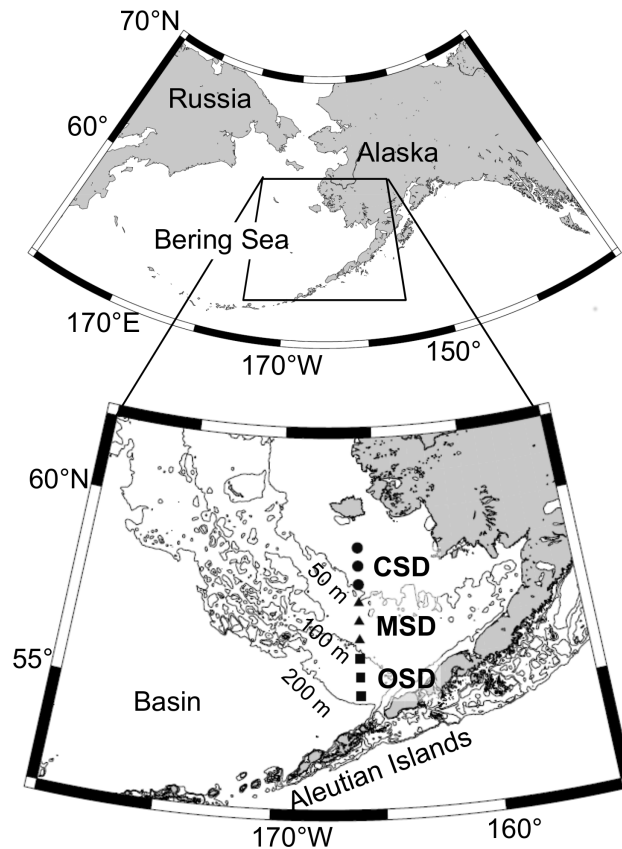 70°N
Russia
60°
Alaska
Bering Sea
170°E
170°W
150°
60°N
CSD
50 m
MSD
100 m
55°
OSD
200 m
Basin
Aleutian Islands
170°W
160°